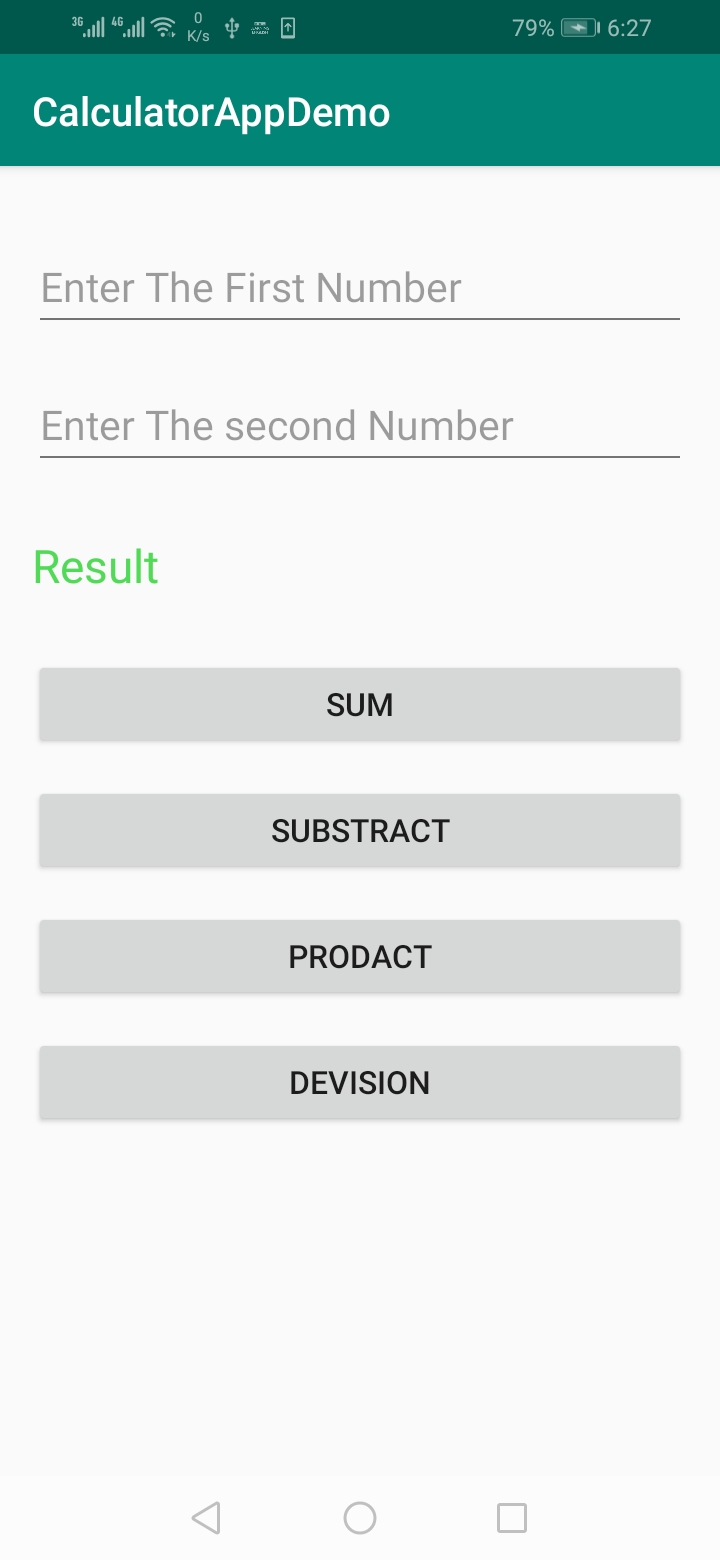 3G 4G 0 K/s 79% 6:27
CalculatorAppDemo
Enter The First Number
Enter The second Number
Result
SUM
SUBSTRACT
PRODACT
DEVISION